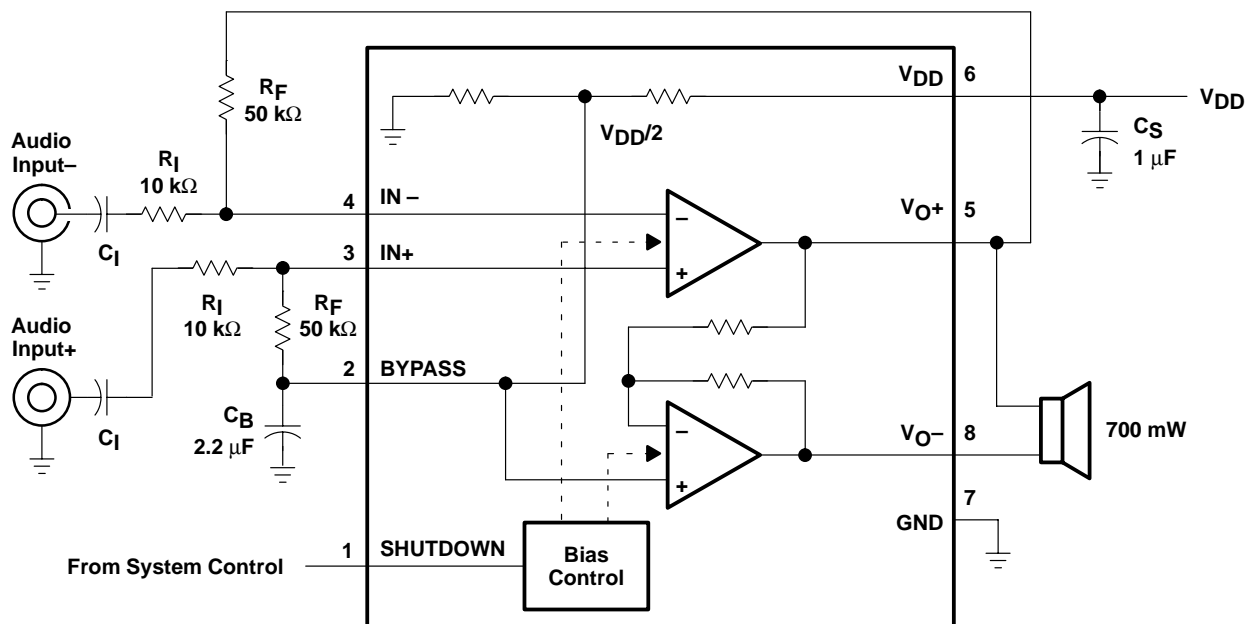 VDD
6
VDD
RF
50 kΩ
VDD/2
CS
1 μF
Audio
Input–
RI
10 kΩ
CI
4
IN –
–
+
VO+
5
3
IN+
RI
10 kΩ
RF
50 kΩ
Audio
Input+
CI
2
BYPASS
CB
2.2 μF
–
+
VO–
8
700 mW
7
GND
1
SHUTDOWN
From System Control
Bias
Control